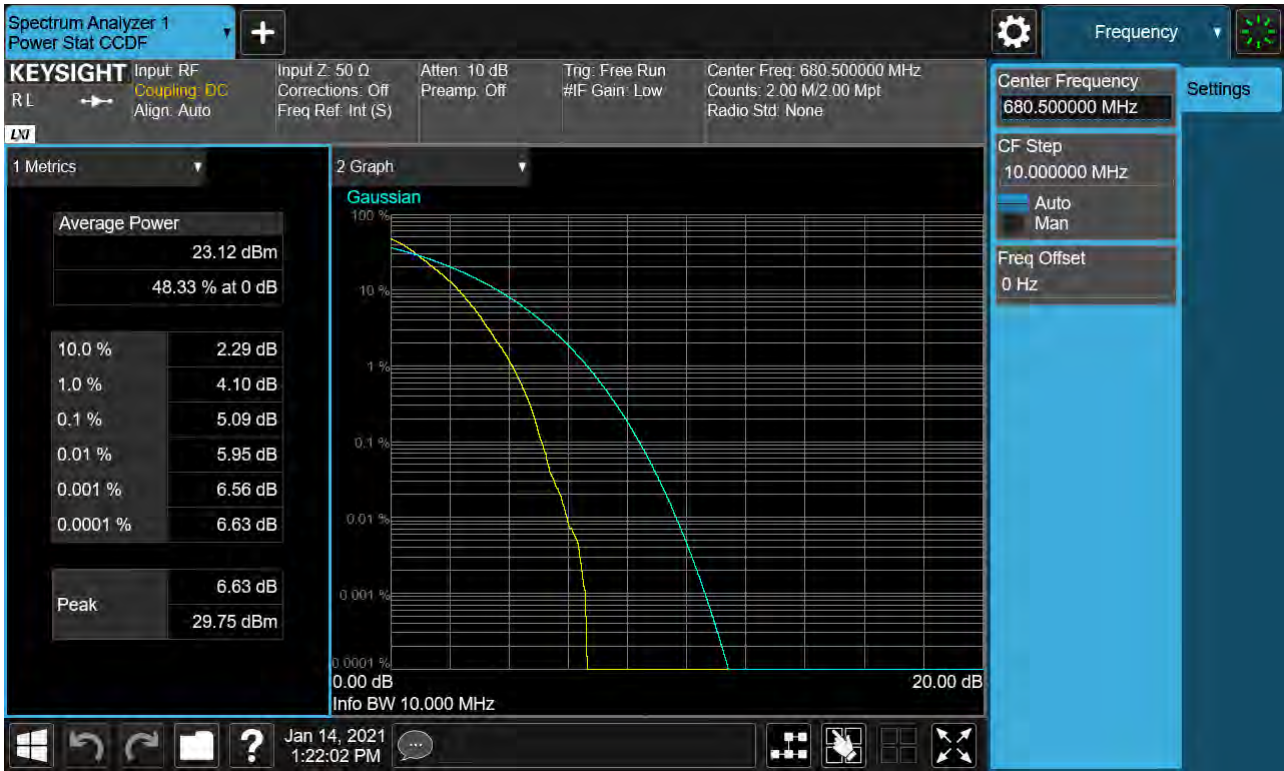 Spectrum Analyzer 1
Power Stat CCDF
+
Frequency
KEYSIGHT
RL
LXI
Input: RF
Coupling: DC
Align: Auto
Input Z: 50 Ω
Corrections: Off
Freq Ref: Int (S)
Atten: 10 dB
Preamp: Off
Trig: Free Run
#IF Gain: Low
Center Freq: 680.500000 MHz
Counts: 2.00 M/2.00 Mpt
Radio Std: None
Center Frequency
680.500000 MHz
Settings
CF Step
10.000000 MHz
Auto
Man
Freq Offset
0 Hz
1 Metrics
Average Power
23.12 dBm
48.33 % at 0 dB
10.0 % 2.29 dB
1.0 % 4.10 dB
0.1 % 5.09 dB
0.01 % 5.95 dB
0.001 % 6.56 dB
0.0001 % 6.63 dB
Peak
6.63 dB
29.75 dBm
2 Graph
Gaussian
100 %
10 %
1 %
0.1 %
0.01 %
0.001 %
0.0001 %
0.00 dB 20.00 dB
Info BW 10.000 MHz
?
Jan 14, 2021
1:22:02 PM